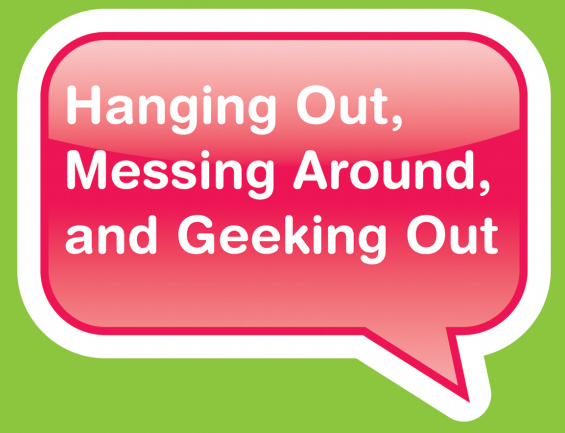 Hanging Out,
Messing Around,
and Geeking Out